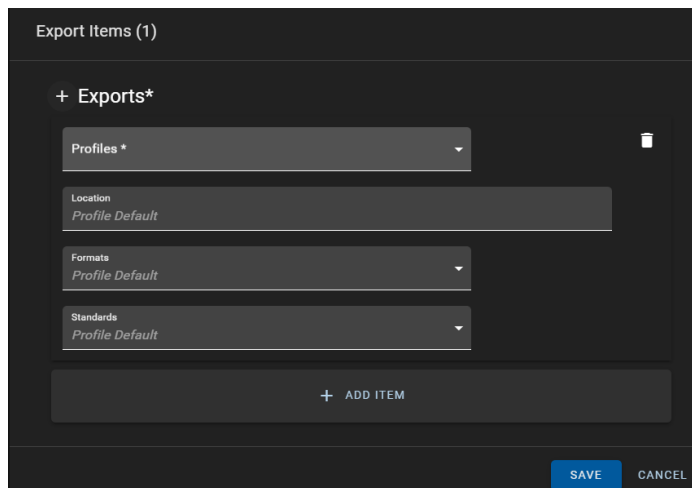 Export Items (1)
+ Exports*
Profiles *
Location
Profile Default
Formats
Profile Default
Standards
Profile Default
+ ADD ITEM
SAVE CANCEL